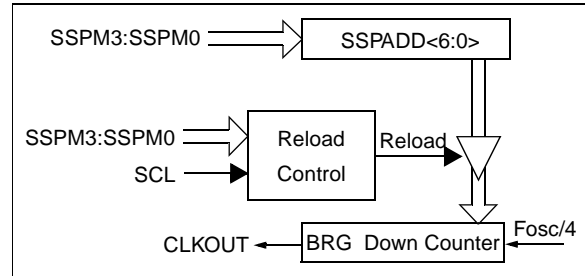 SSPM3:SSPM0
SSPADD<6:0>
SSPM3:SSPM0
SCL
Reload
Control
Reload
CLKOUT
BRG Down Counter
Fosc/4